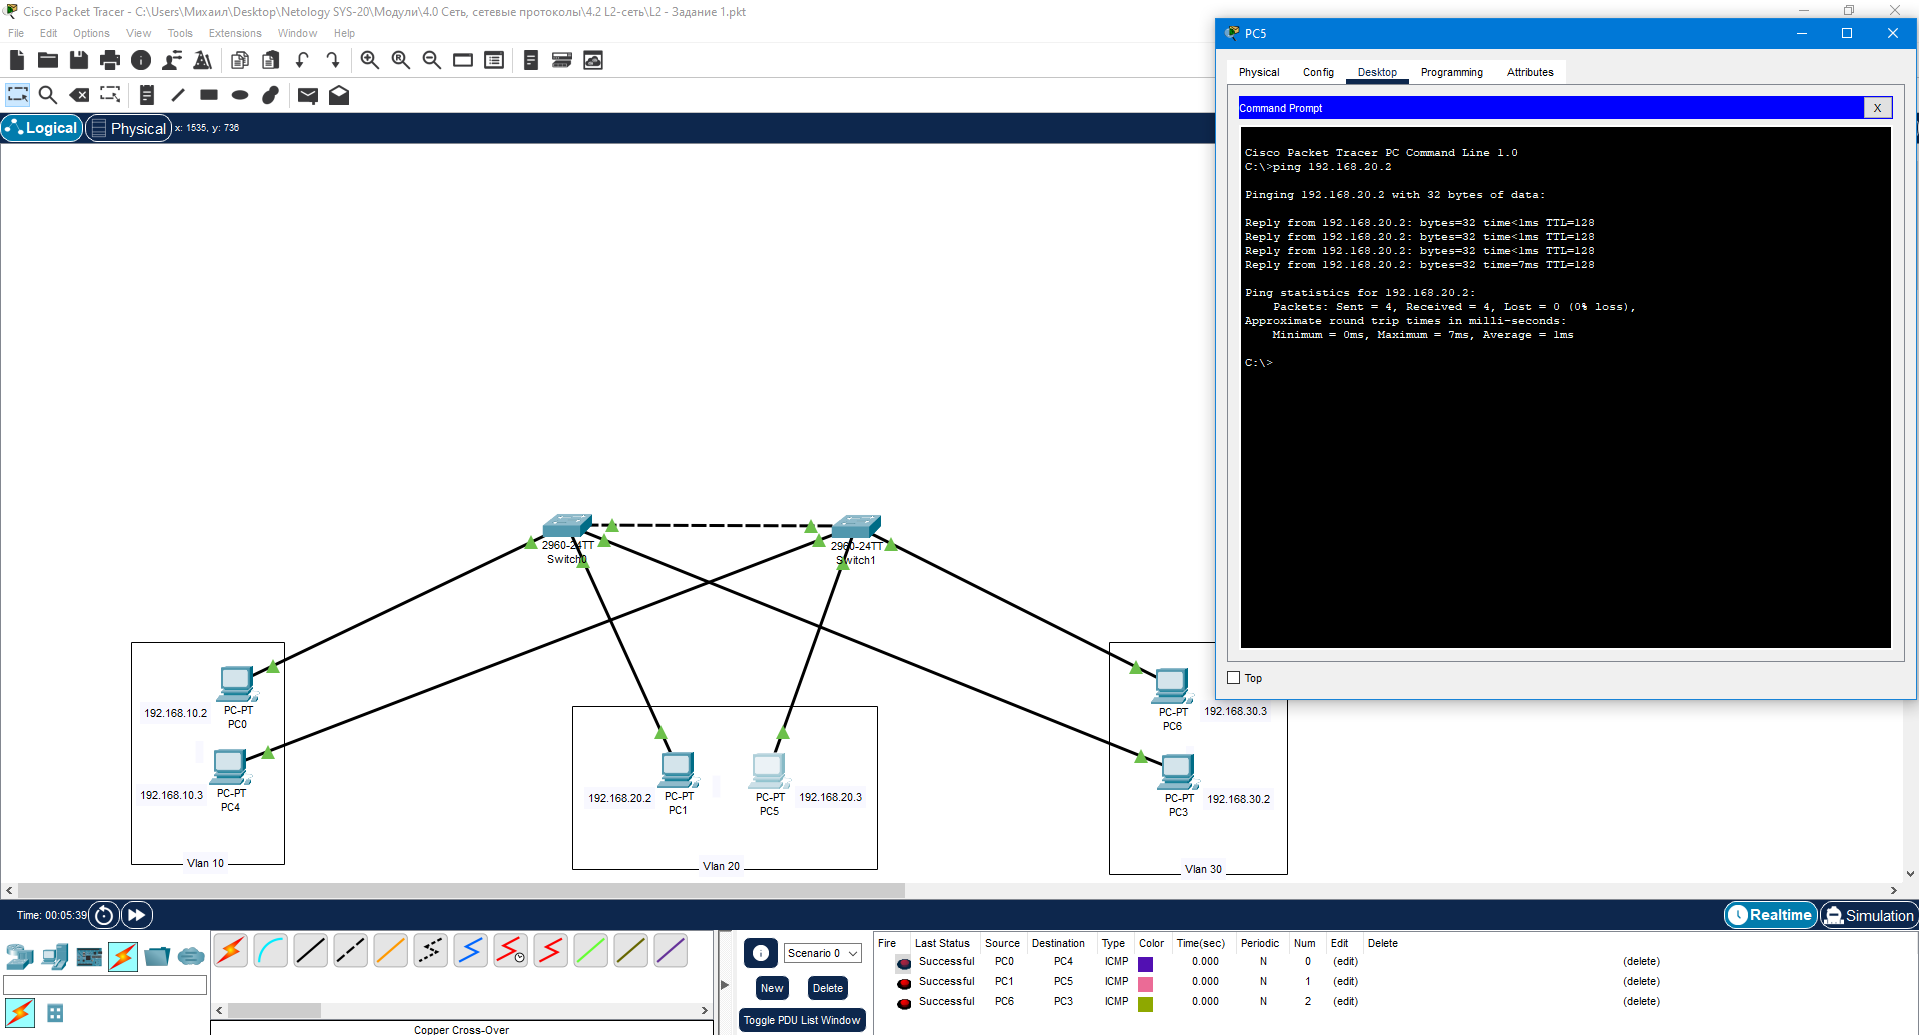 Cisco Packet Tracer - C:\Users\Михаил\Desktop\Netology SYS-20\Модули\4.0 Сеть, сетевые протоколы\4.2 L2-сеть\L2 - Задание 1.pkt
File Edit Options View Tools Extensions Window Help
Logical Physical x: 1535, y: 736
PC5
Physical Config Desktop Programming Attributes
Command Prompt X
Cisco Packet Tracer PC Command Line 1.0
C:\>ping 192.168.20.2
Pinging 192.168.20.2 with 32 bytes of data:
Reply from 192.168.20.2: bytes=32 time<1ms TTL=128
Reply from 192.168.20.2: bytes=32 time<1ms TTL=128
Reply from 192.168.20.2: bytes=32 time<1ms TTL=128
Reply from 192.168.20.2: bytes=32 time=7ms TTL=128
Ping statistics for 192.168.20.2:
Packets: Sent = 4, Received = 4, Lost = 0 (0% loss),
Approximate round trip times in milli-seconds:
Minimum = 0ms, Maximum = 7ms, Average = 1ms
C:\>
Top
2960-24TT
Switch0
2960-24TT
Switch1
192.168.10.2
PC-PT
PC0
192.168.10.3
PC-PT
PC4
Vlan 10
192.168.20.2
PC-PT
PC1
PC-PT
PC5
192.168.20.3
Vlan 20
PC-PT
PC6
192.168.30.3
PC-PT
PC3
192.168.30.2
Vlan 30
Time: 00:05:39
Realtime Simulation
Copper Cross-Over
Scenario 0
New Delete
Toggle PDU List Window
Fire Last Status Source Destination Type Color Time(sec) Periodic Num Edit Delete
Successful PC0 PC4 ICMP 0.000 N 0 (edit) (delete)
Successful PC1 PC5 ICMP 0.000 N 1 (edit) (delete)
Successful PC6 PC3 ICMP 0.000 N 2 (edit) (delete)